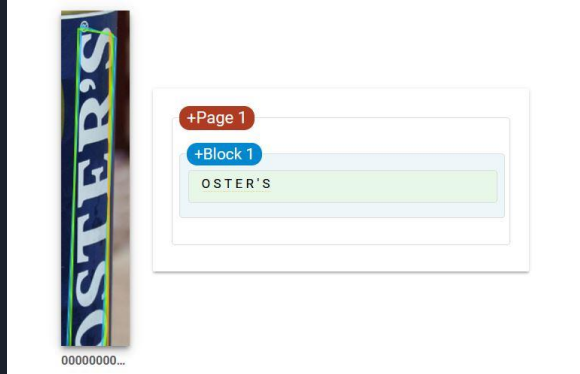 OSTER'S
00000000...
+Page 1
+Block 1
OSTER'S